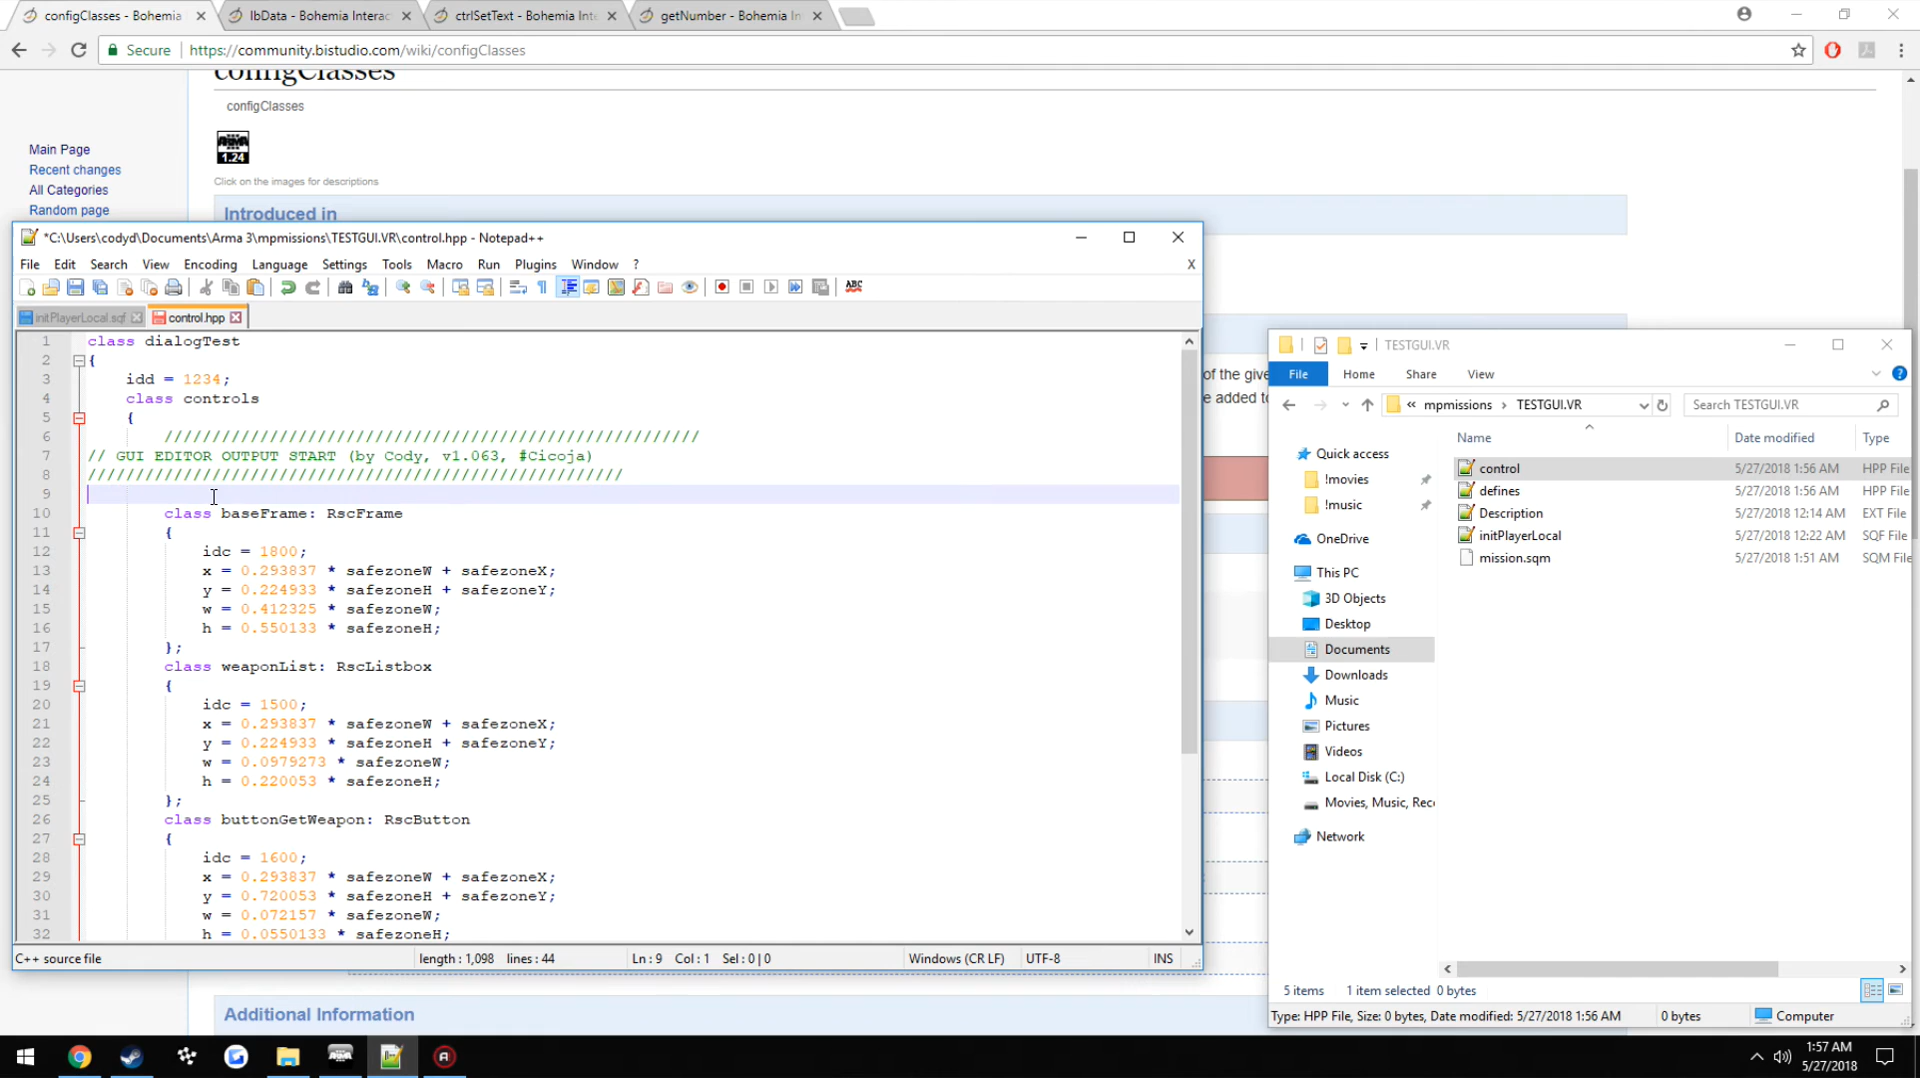 configClasses - Bohemia
lbData - Bohemia Interac
ctrlSetText - Bohemia Int
getNumber - Bohemia In
Secure
https://community.bistudio.com/wiki/configClasses
configClasses
configClasses
ARMA
1.24
Click on the images for descriptions
Main Page
Recent changes
All Categories
Random page
Introduced in
*C:\Users\codyd\Documents\Arma 3\mpmissions\TESTGUI.VR\control.hpp - Notepad++
File Edit Search View Encoding Language Settings Tools Macro Run Plugins Window ? X
ABC
initPlayerLocal.sqf
control.hpp
1 class dialogTest
2 {
3 idd = 1234;
4 class controls
5 {
6 ////////////////////////////////////////////////////////
7 // GUI EDITOR OUTPUT START (by Cody, v1.063, #Cicoja)
8 ////////////////////////////////////////////////////////
9
10 class baseFrame: RscFrame
11 {
12 idc = 1800;
13 x = 0.293837 * safezoneW + safezoneX;
14 y = 0.224933 * safezoneH + safezoneY;
15 w = 0.412325 * safezoneW;
16 h = 0.550133 * safezoneH;
17 };
18 class weaponList: RscListbox
19 {
20 idc = 1500;
21 x = 0.293837 * safezoneW + safezoneX;
22 y = 0.224933 * safezoneH + safezoneY;
23 w = 0.0979273 * safezoneW;
24 h = 0.220053 * safezoneH;
25 };
26 class buttonGetWeapon: RscButton
27 {
28 idc = 1600;
29 x = 0.293837 * safezoneW + safezoneX;
30 y = 0.720053 * safezoneH + safezoneY;
31 w = 0.072157 * safezoneW;
32 h = 0.0550133 * safezoneH;
C++ source file
length : 1,098 lines : 44
Ln : 9 Col : 1 Sel : 0 | 0
Windows (CR LF)
UTF-8
INS
of the give
e added to
Additional Information
TESTGUI.VR
File Home Share View
« mpmissions › TESTGUI.VR
Search TESTGUI.VR
Name Date modified Type
Quick access
!movies
!music
OneDrive
This PC
3D Objects
Desktop
Documents
Downloads
Music
Pictures
Videos
Local Disk (C:)
Movies, Music, Rec
Network
control 5/27/2018 1:56 AM HPP File
defines 5/27/2018 1:56 AM HPP File
Description 5/27/2018 12:14 AM EXT File
initPlayerLocal 5/27/2018 12:22 AM SQF File
mission.sqm 5/27/2018 1:51 AM SQM File
5 items 1 item selected 0 bytes
Type: HPP File, Size: 0 bytes, Date modified: 5/27/2018 1:56 AM 0 bytes Computer
1:57 AM
5/27/2018